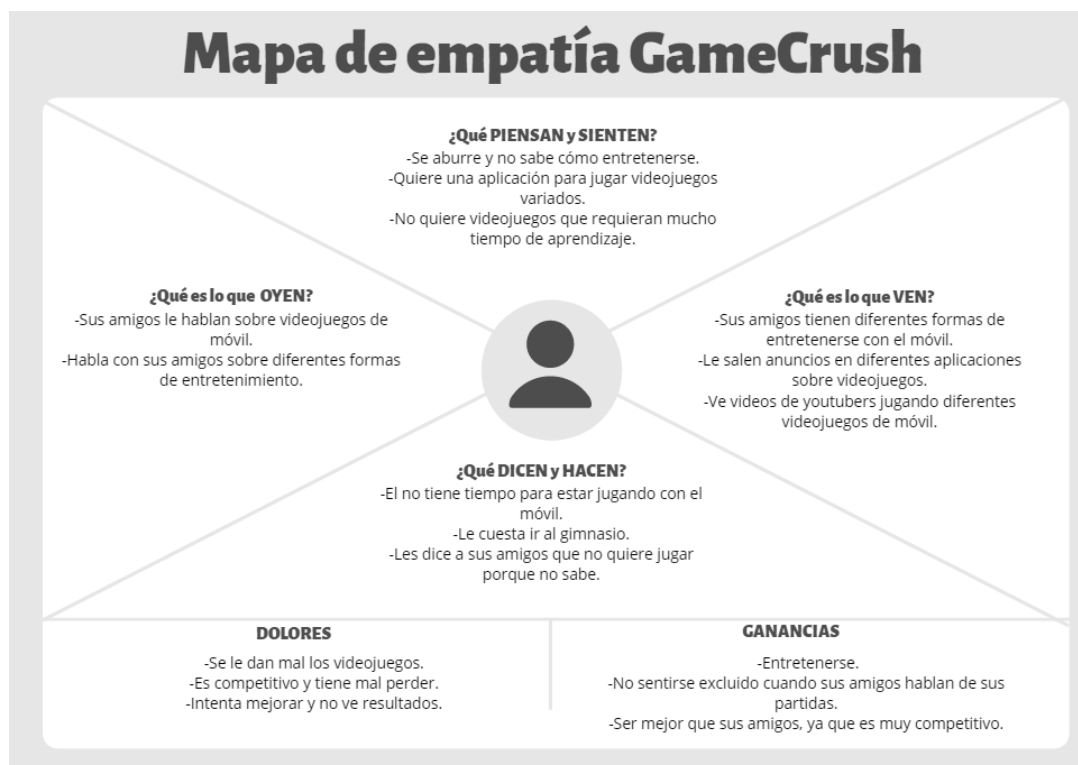 Mapa de empatía GameCrush
¿Qué PIENSAN y SIENTEN?
-Se aburre y no sabe cómo entretenerse.
-Quiere una aplicación para jugar videojuegos
variados.
-No quiere videojuegos que requieran mucho
tiempo de aprendizaje.
¿Qué es lo que OYEN?
-Sus amigos le hablan sobre videojuegos de
móvil.
-Habla con sus amigos sobre diferentes formas
de entretenimiento.
¿Qué es lo que VEN?
-Sus amigos tienen diferentes formas de
entretenerse con el móvil.
-Le salen anuncios en diferentes aplicaciones
sobre videojuegos.
-Ve videos de youtubers jugando diferentes
videojuegos de móvil.
¿Qué DICEN y HACEN?
-El no tiene tiempo para estar jugando con el
móvil.
-Le cuesta ir al gimnasio.
-Les dice a sus amigos que no quiere jugar
porque no sabe.
DOLORES
-Se le dan mal los videojuegos.
-Es competitivo y tiene mal perder.
-Intenta mejorar y no ve resultados.
GANANCIAS
-Entretenerse.
-No sentirse excluido cuando sus amigos hablan de sus
partidas.
-Ser mejor que sus amigos, ya que es muy competitivo.